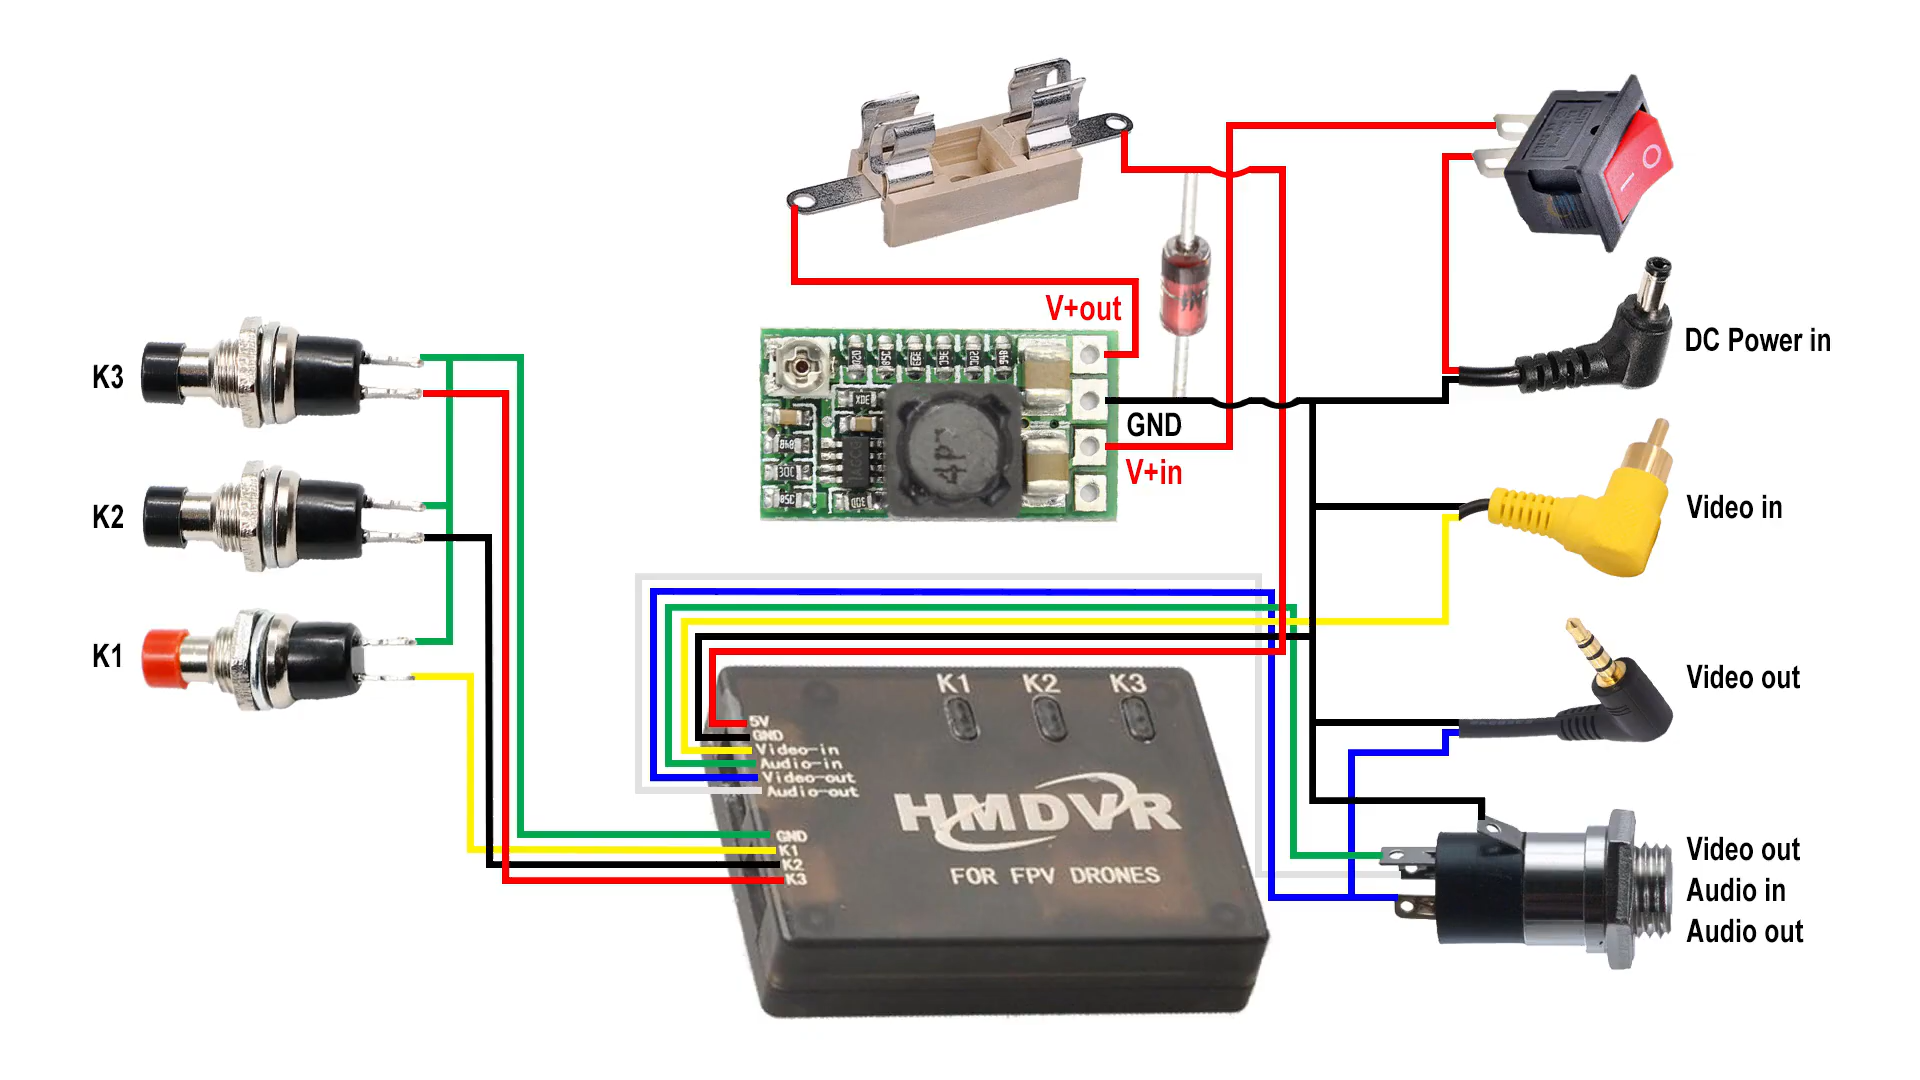 V+out
GND
V+in
DC Power in
Video in
Video out
Video out
Audio in
Audio out
K3
K2
K1
4P7
K1 K2 K3
5V
GND
Video-in
Audio-in
Video-out
Audio-out
GND
K1
K2
K3
HMDVR
FOR FPV DRONES